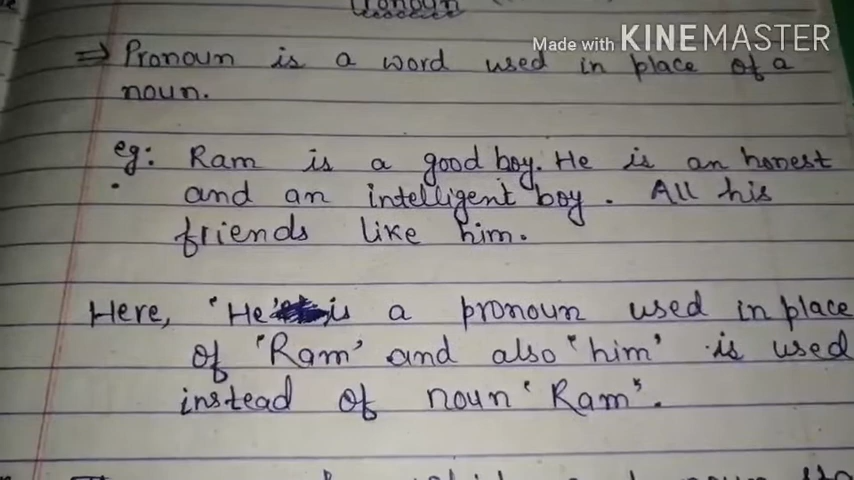 Pronoun
Made with KINEMASTER
⇒ Pronoun is a word used in place of a
noun.
eg: Ram is a good boy. He is an honest
and an intelligent boy. All his
friends like him.
Here, 'He' is a pronoun used in place
of 'Ram' and also 'him' is used
instead of noun 'Ram'.